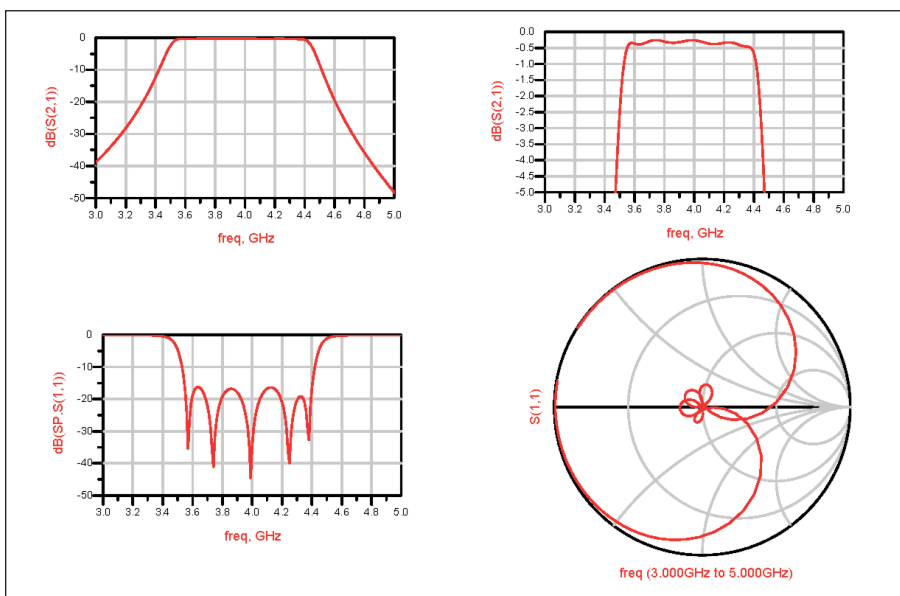 dB(S(2,1))
0
-10
-20
-30
-40
-50
3.0 3.2 3.4 3.6 3.8 4.0 4.2 4.4 4.6 4.8 5.0
freq, GHz
dB(S(2,1))
0.0
-0.5
-1.0
-1.5
-2.0
-2.5
-3.0
-3.5
-4.0
-4.5
-5.0
3.0 3.2 3.4 3.6 3.8 4.0 4.2 4.4 4.6 4.8 5.0
freq, GHz
dB(SP.S(1,1))
0
-10
-20
-30
-40
-50
3.0 3.2 3.4 3.6 3.8 4.0 4.2 4.4 4.6 4.8 5.0
freq, GHz
S(1,1)
freq (3.000GHz to 5.000GHz)